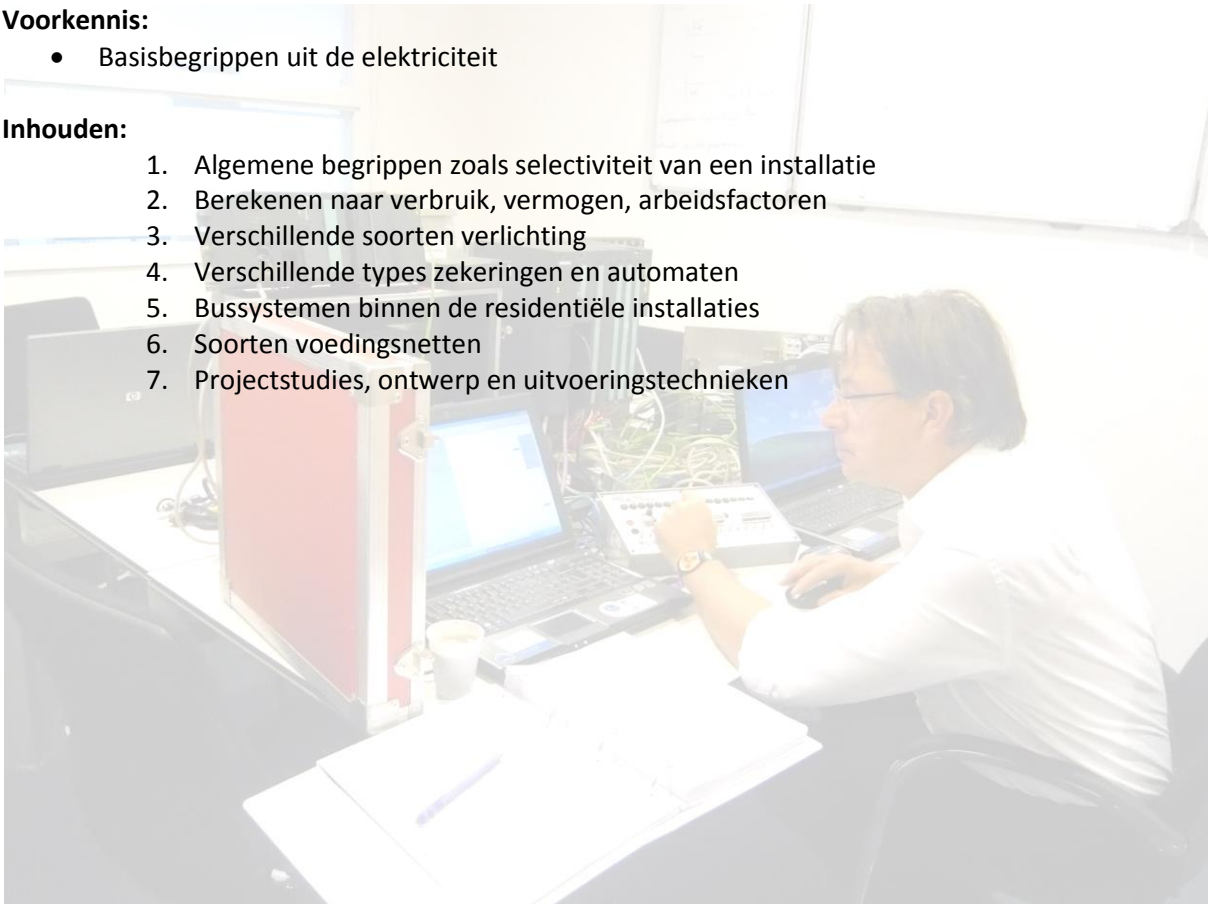 Voorkennis:
• Basisbegrippen uit de elektriciteit
Inhouden:
1. Algemene begrippen zoals selectiviteit van een installatie
2. Berekenen naar verbruik, vermogen, arbeidsfactoren
3. Verschillende soorten verlichting
4. Verschillende types zekeringen en automaten
5. Bussystemen binnen de residentiële installaties
6. Soorten voedingsnetten
7. Projectstudies, ontwerp en uitvoeringstechnieken